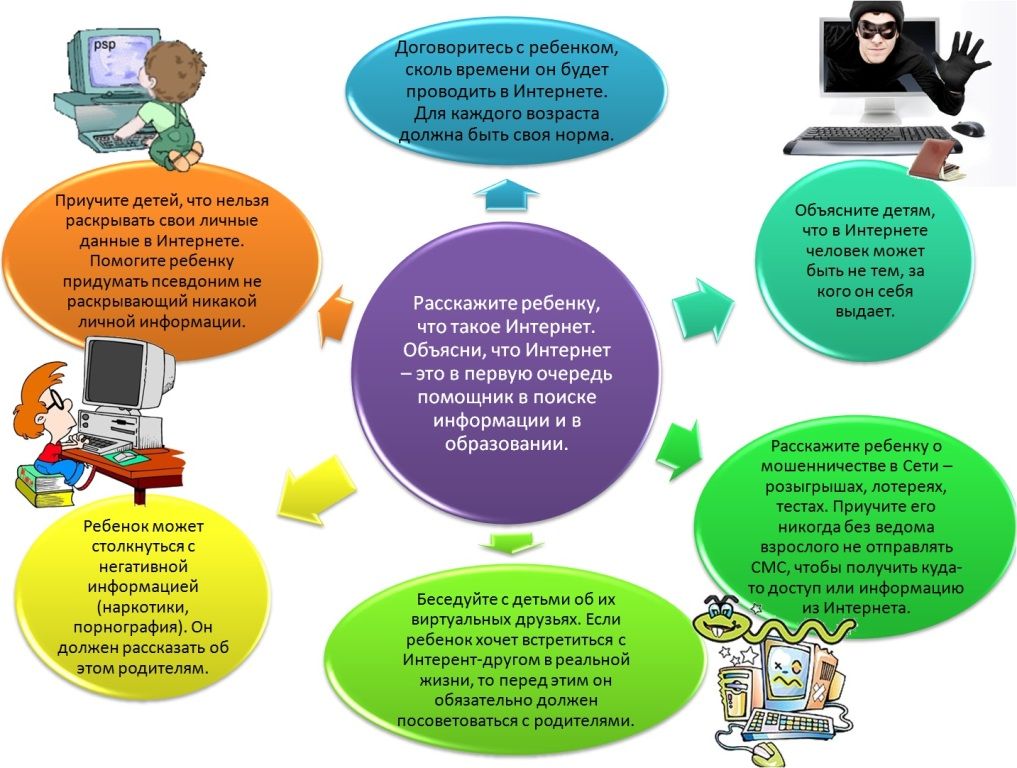 psp
Договоритесь с ребенком,
сколь времени он будет
проводить в Интернете.
Для каждого возраста
должна быть своя норма.
Приучите детей, что нельзя
раскрывать свои личные
данные в Интернете.
Помогите ребенку
придумать псевдоним не
раскрывающий никакой
личной информации.
Объясните детям,
что в Интернете
человек может
быть не тем, за
кого он себя
выдает.
Расскажите ребенку,
что такое Интернет.
Объясни, что Интернет
– это в первую очередь
помощник в поиске
информации и в
образовании.
Расскажите ребенку о
мошенничестве в Сети –
розыгрышах, лотереях,
тестах. Приучите его
никогда без ведома
взрослого не отправлять
СМС, чтобы получить куда-
то доступ или информацию
из Интернета.
Ребенок может
столкнуться с
негативной
информацией
(наркотики,
порнография). Он
должен рассказать об
этом родителям.
Беседуйте с детьми об их
виртуальных друзьях. Если
ребенок хочет встретиться с
Интерент-другом в реальной
жизни, то перед этим он
обязательно должен
посоветоваться с родителями.